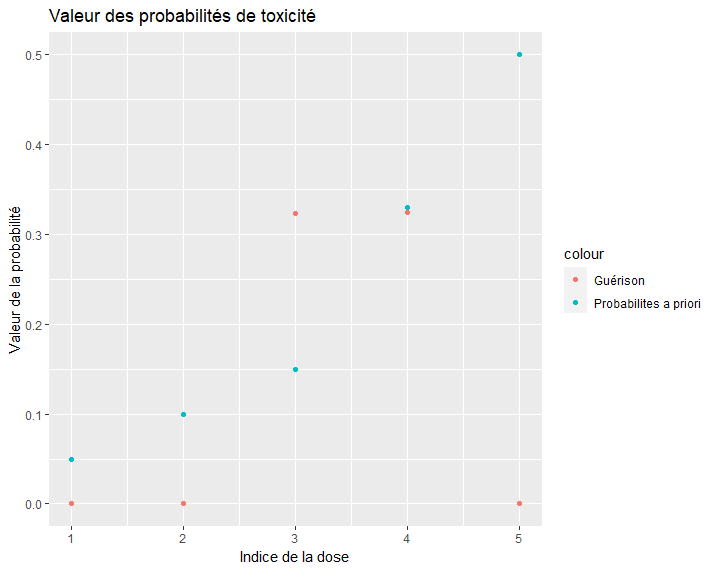 Valeur des probabilités de toxicité
0.5
0.4
0.3
0.2
0.1
0.0
Valeur de la probabilité
1 2 3 4 5
Indice de la dose
colour
Guérison
Probabilites a priori